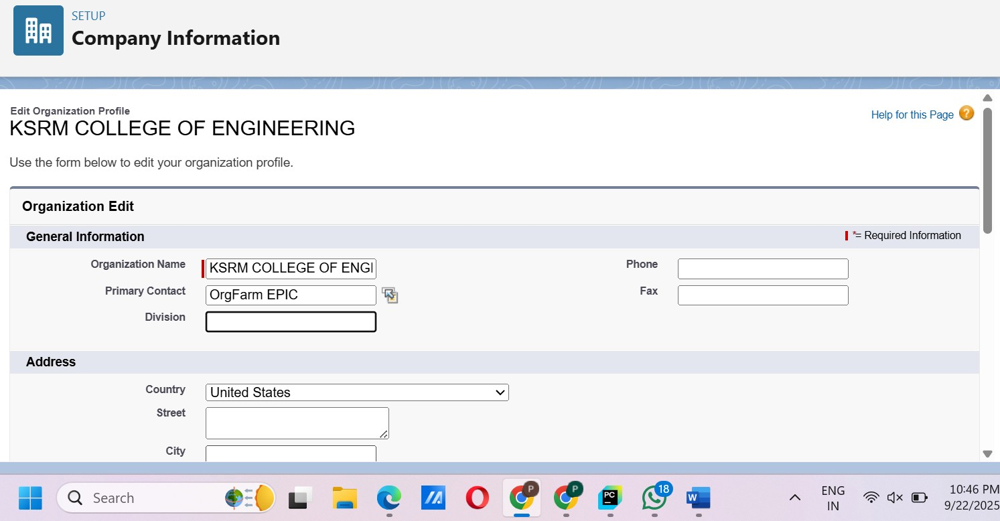 SETUP
Company Information
Edit Organization Profile
KSRM COLLEGE OF ENGINEERING
Help for this Page ?
Use the form below to edit your organization profile.
Organization Edit
General Information
*= Required Information
Organization Name KSRM COLLEGE OF ENGI
Phone
Primary Contact OrgFarm EPIC
Fax
Division
Address
Country United States
Street
City
Search
P
P
PC
18
W
ENG
IN
10:46 PM
9/22/2025